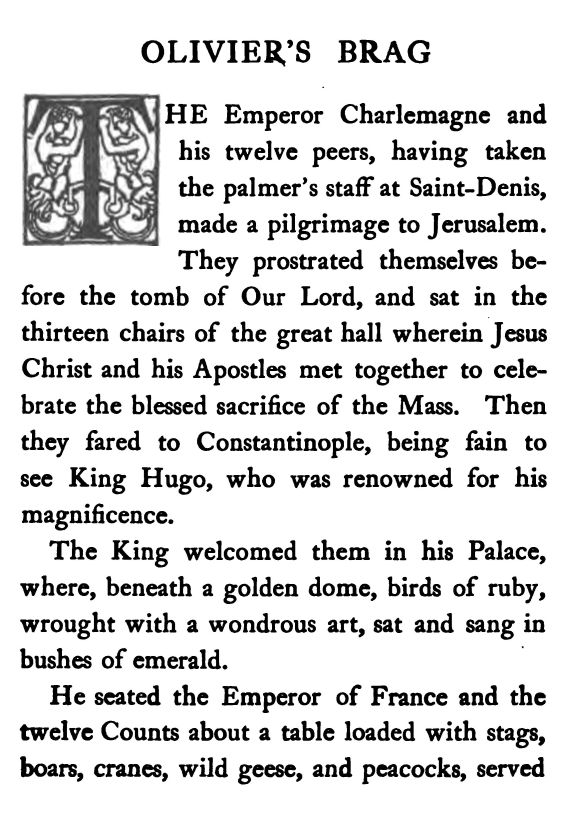 OLIVIER'S BRAG
THE Emperor Charlemagne and
his twelve peers, having taken
the palmer's staff at Saint-Denis,
made a pilgrimage to Jerusalem.
They prostrated themselves be-
fore the tomb of Our Lord, and sat in the
thirteen chairs of the great hall wherein Jesus
Christ and his Apostles met together to cele-
brate the blessed sacrifice of the Mass. Then
they fared to Constantinople, being fain to
see King Hugo, who was renowned for his
magnificence.
The King welcomed them in his Palace,
where, beneath a golden dome, birds of ruby,
wrought with a wondrous art, sat and sang in
bushes of emerald.
He seated the Emperor of France and the
twelve Counts about a table loaded with stags,
boars, cranes, wild geese, and peacocks, served